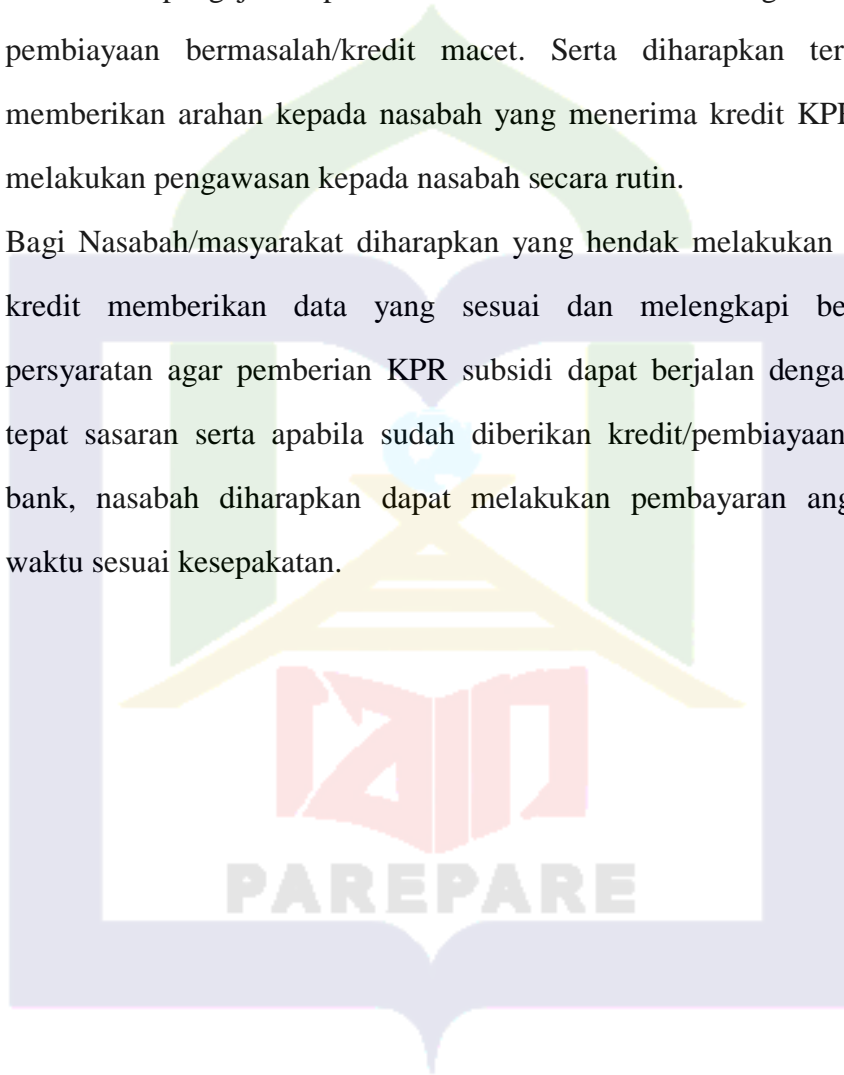 pembiayaan bermasalah/kredit macet. Serta diharapkan ter
memberikan arahan kepada nasabah yang menerima kredit KPR
melakukan pengawasan kepada nasabah secara rutin.
Bagi Nasabah/masyarakat diharapkan yang hendak melakukan
kredit memberikan data yang sesuai dan melengkapi be
persyaratan agar pemberian KPR subsidi dapat berjalan denga
tepat sasaran serta apabila sudah diberikan kredit/pembiayaan
bank, nasabah diharapkan dapat melakukan pembayaran ang
waktu sesuai kesepakatan.
iain
PAREPARE